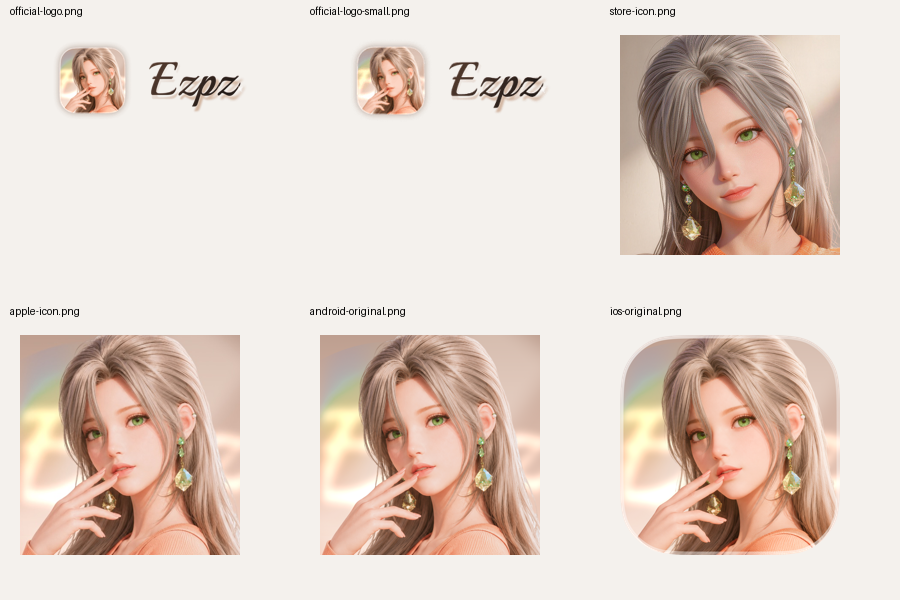 official-logo.png
official-logo-small.png
store-icon.png
Ezpz
Ezpz
apple-icon.png
android-original.png
ios-original.png